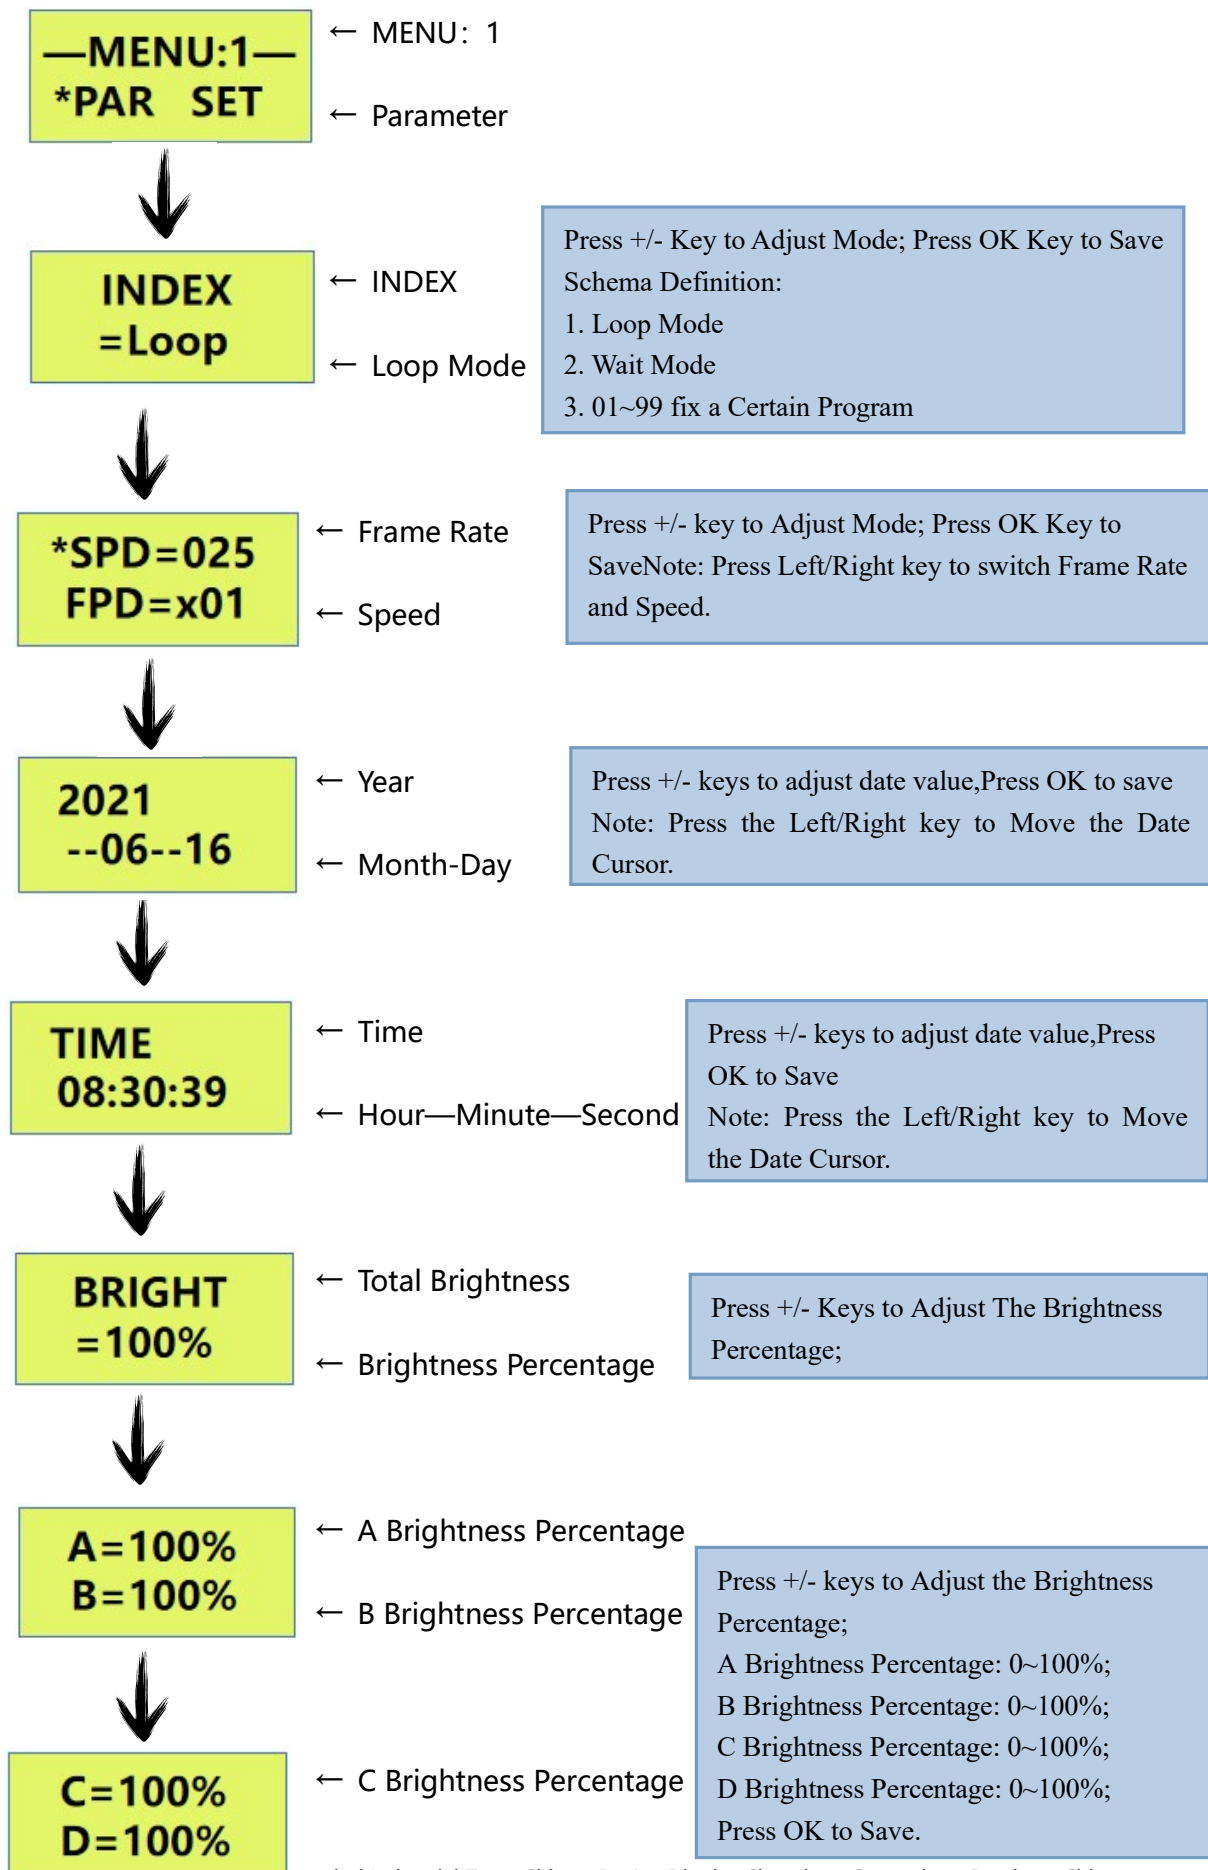 —MENU:1—
*PAR SET
← MENU: 1
← Parameter
INDEX
=Loop
← INDEX
← Loop Mode
Press +/- Key to Adjust Mode; Press OK Key to Save
Schema Definition:
1. Loop Mode
2. Wait Mode
3. 01~99 fix a Certain Program
*SPD=025
FPD=x01
← Frame Rate
← Speed
Press +/- key to Adjust Mode; Press OK Key to
SaveNote: Press Left/Right key to switch Frame Rate
and Speed.
2021
--06--16
← Year
← Month-Day
Press +/- keys to adjust date value,Press OK to save
Note: Press the Left/Right key to Move the Date
Cursor.
TIME
08:30:39
← Time
← Hour—Minute—Second
Press +/- keys to adjust date value,Press
OK to Save
Note: Press the Left/Right key to Move
the Date Cursor.
BRIGHT
=100%
← Total Brightness
← Brightness Percentage
Press +/- Keys to Adjust The Brightness
Percentage;
A=100%
B=100%
← A Brightness Percentage
← B Brightness Percentage
Press +/- keys to Adjust the Brightness
Percentage;
A Brightness Percentage: 0~100%;
B Brightness Percentage: 0~100%;
C Brightness Percentage: 0~100%;
D Brightness Percentage: 0~100%;
Press OK to Save.
C=100%
D=100%
← C Brightness Percentage